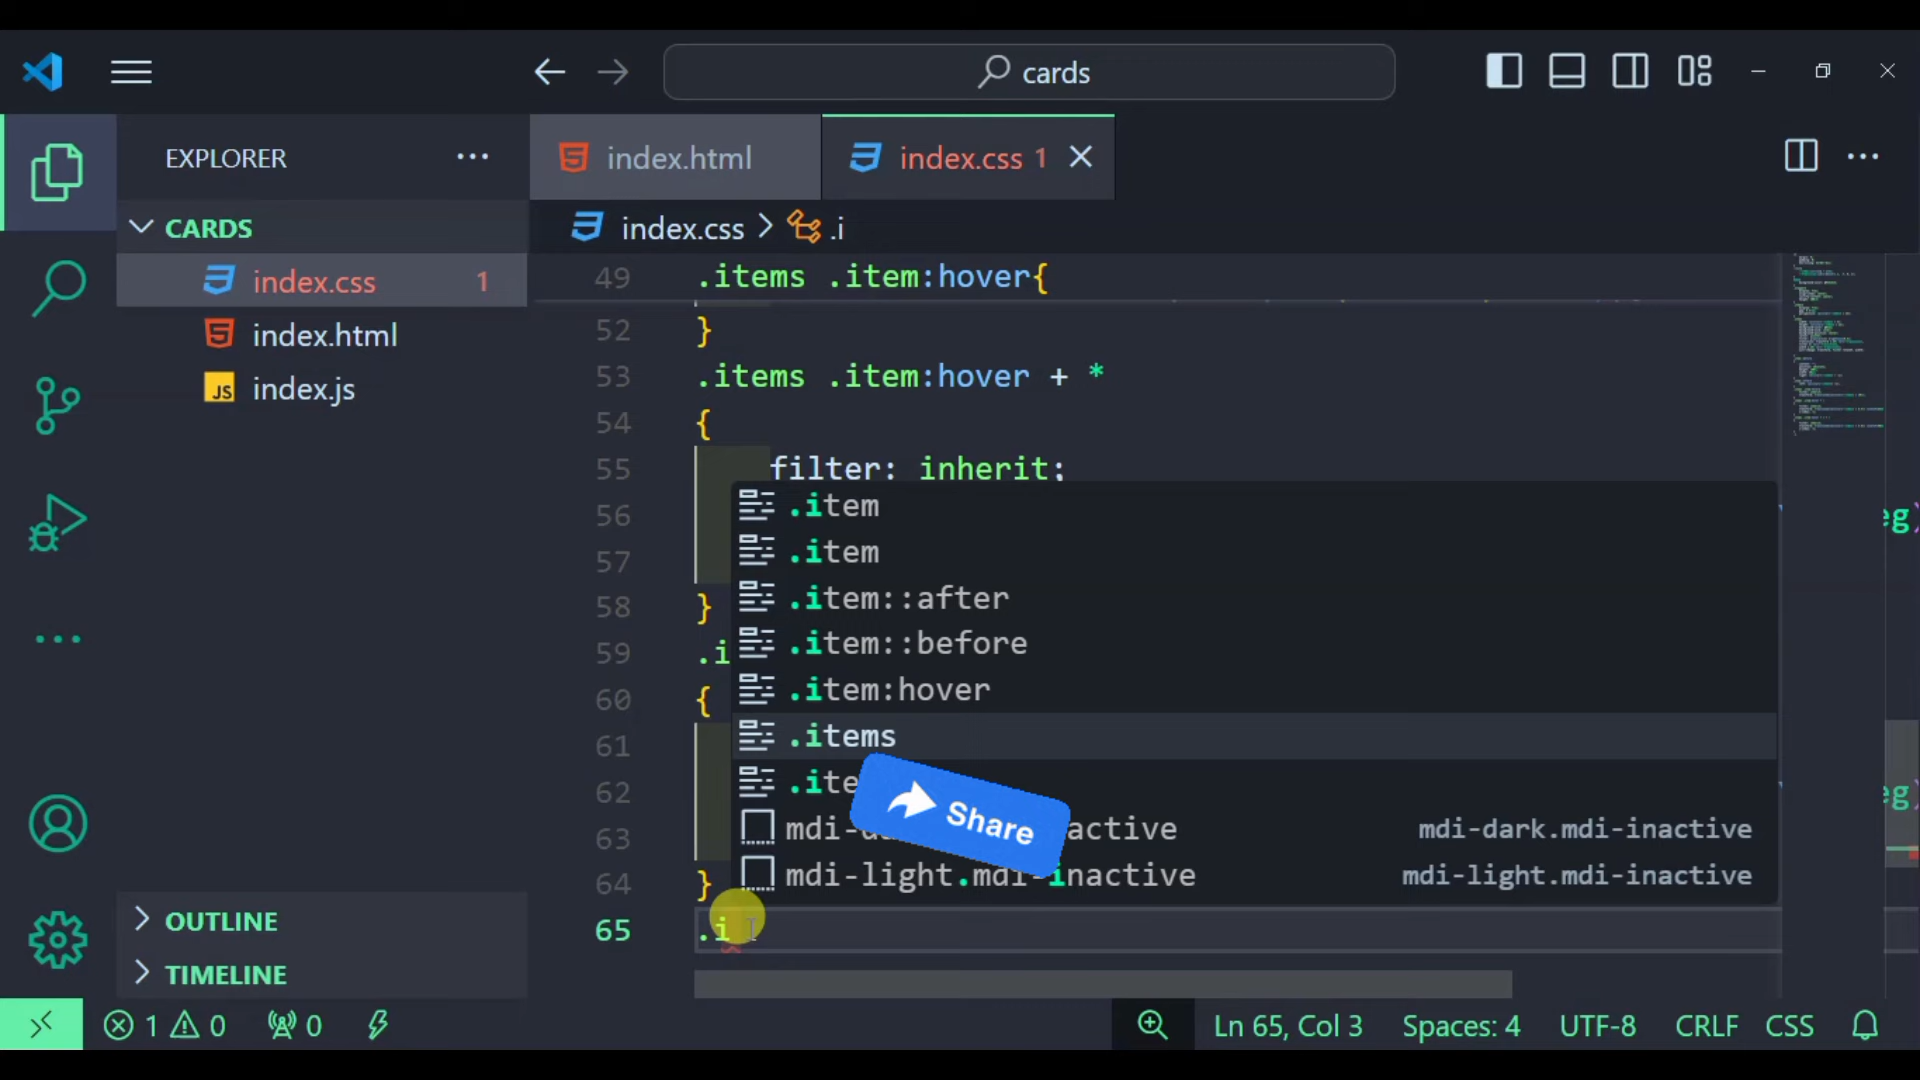 cards
EXPLORER
index.html
index.css 1
CARDS
index.css 1
index.html
index.js
index.css > .i
49 .items .item:hover{
52 }
53 .items .item:hover + *
54 {
55 filter: inherit;
56
57
58 }
59 .i
60 {
61
62
63
64 }
65 .i
.item
.item
.item::after
.item::before
.item:hover
.items
Share
mdi-light.mdi-inactive
mdi-dark.mdi-inactive
mdi-light.mdi-inactive
OUTLINE
TIMELINE
1 0 0
Ln 65, Col 3 Spaces: 4 UTF-8 CRLF CSS